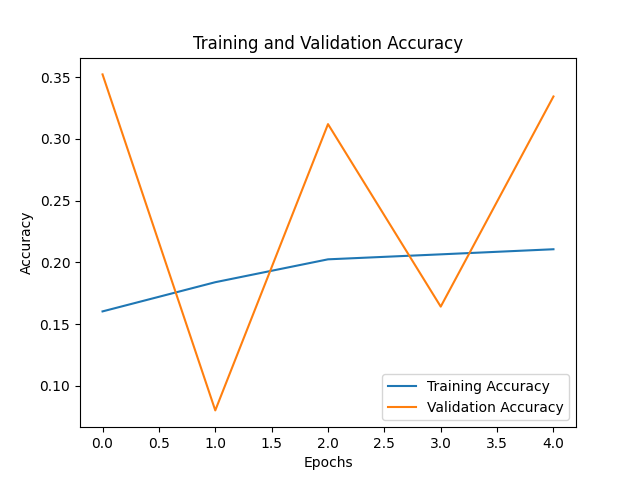 Training and Validation Accuracy
0.35
0.30
0.25
0.20
0.15
0.10
Accuracy
0.0 0.5 1.0 1.5 2.0 2.5 3.0 3.5 4.0
Epochs
Training Accuracy
Validation Accuracy